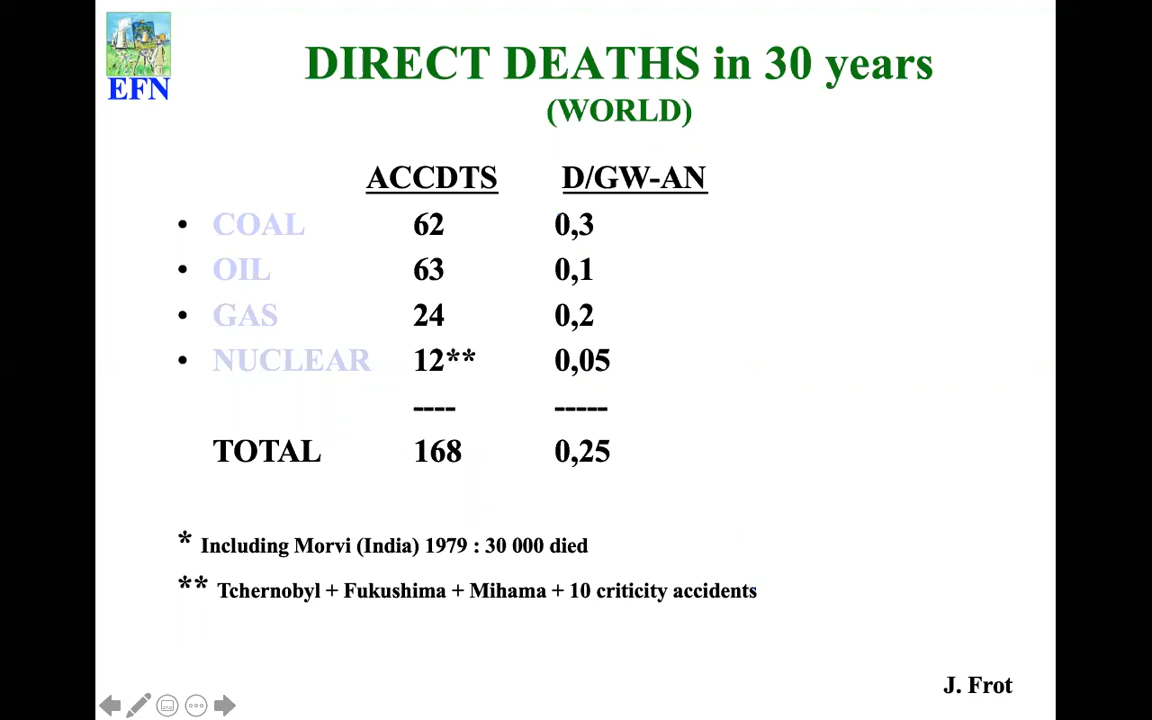 EFN
DIRECT DEATHS in 30 years
(WORLD)
ACCDTS D/GW-AN
• COAL 62 0,3
• OIL 63 0,1
• GAS 24 0,2
• NUCLEAR 12** 0,05
---- -----
TOTAL 168 0,25
* Including Morvi (India) 1979 : 30 000 died
** Tchernobyl + Fukushima + Mihama + 10 criticity accidents
J. Frot